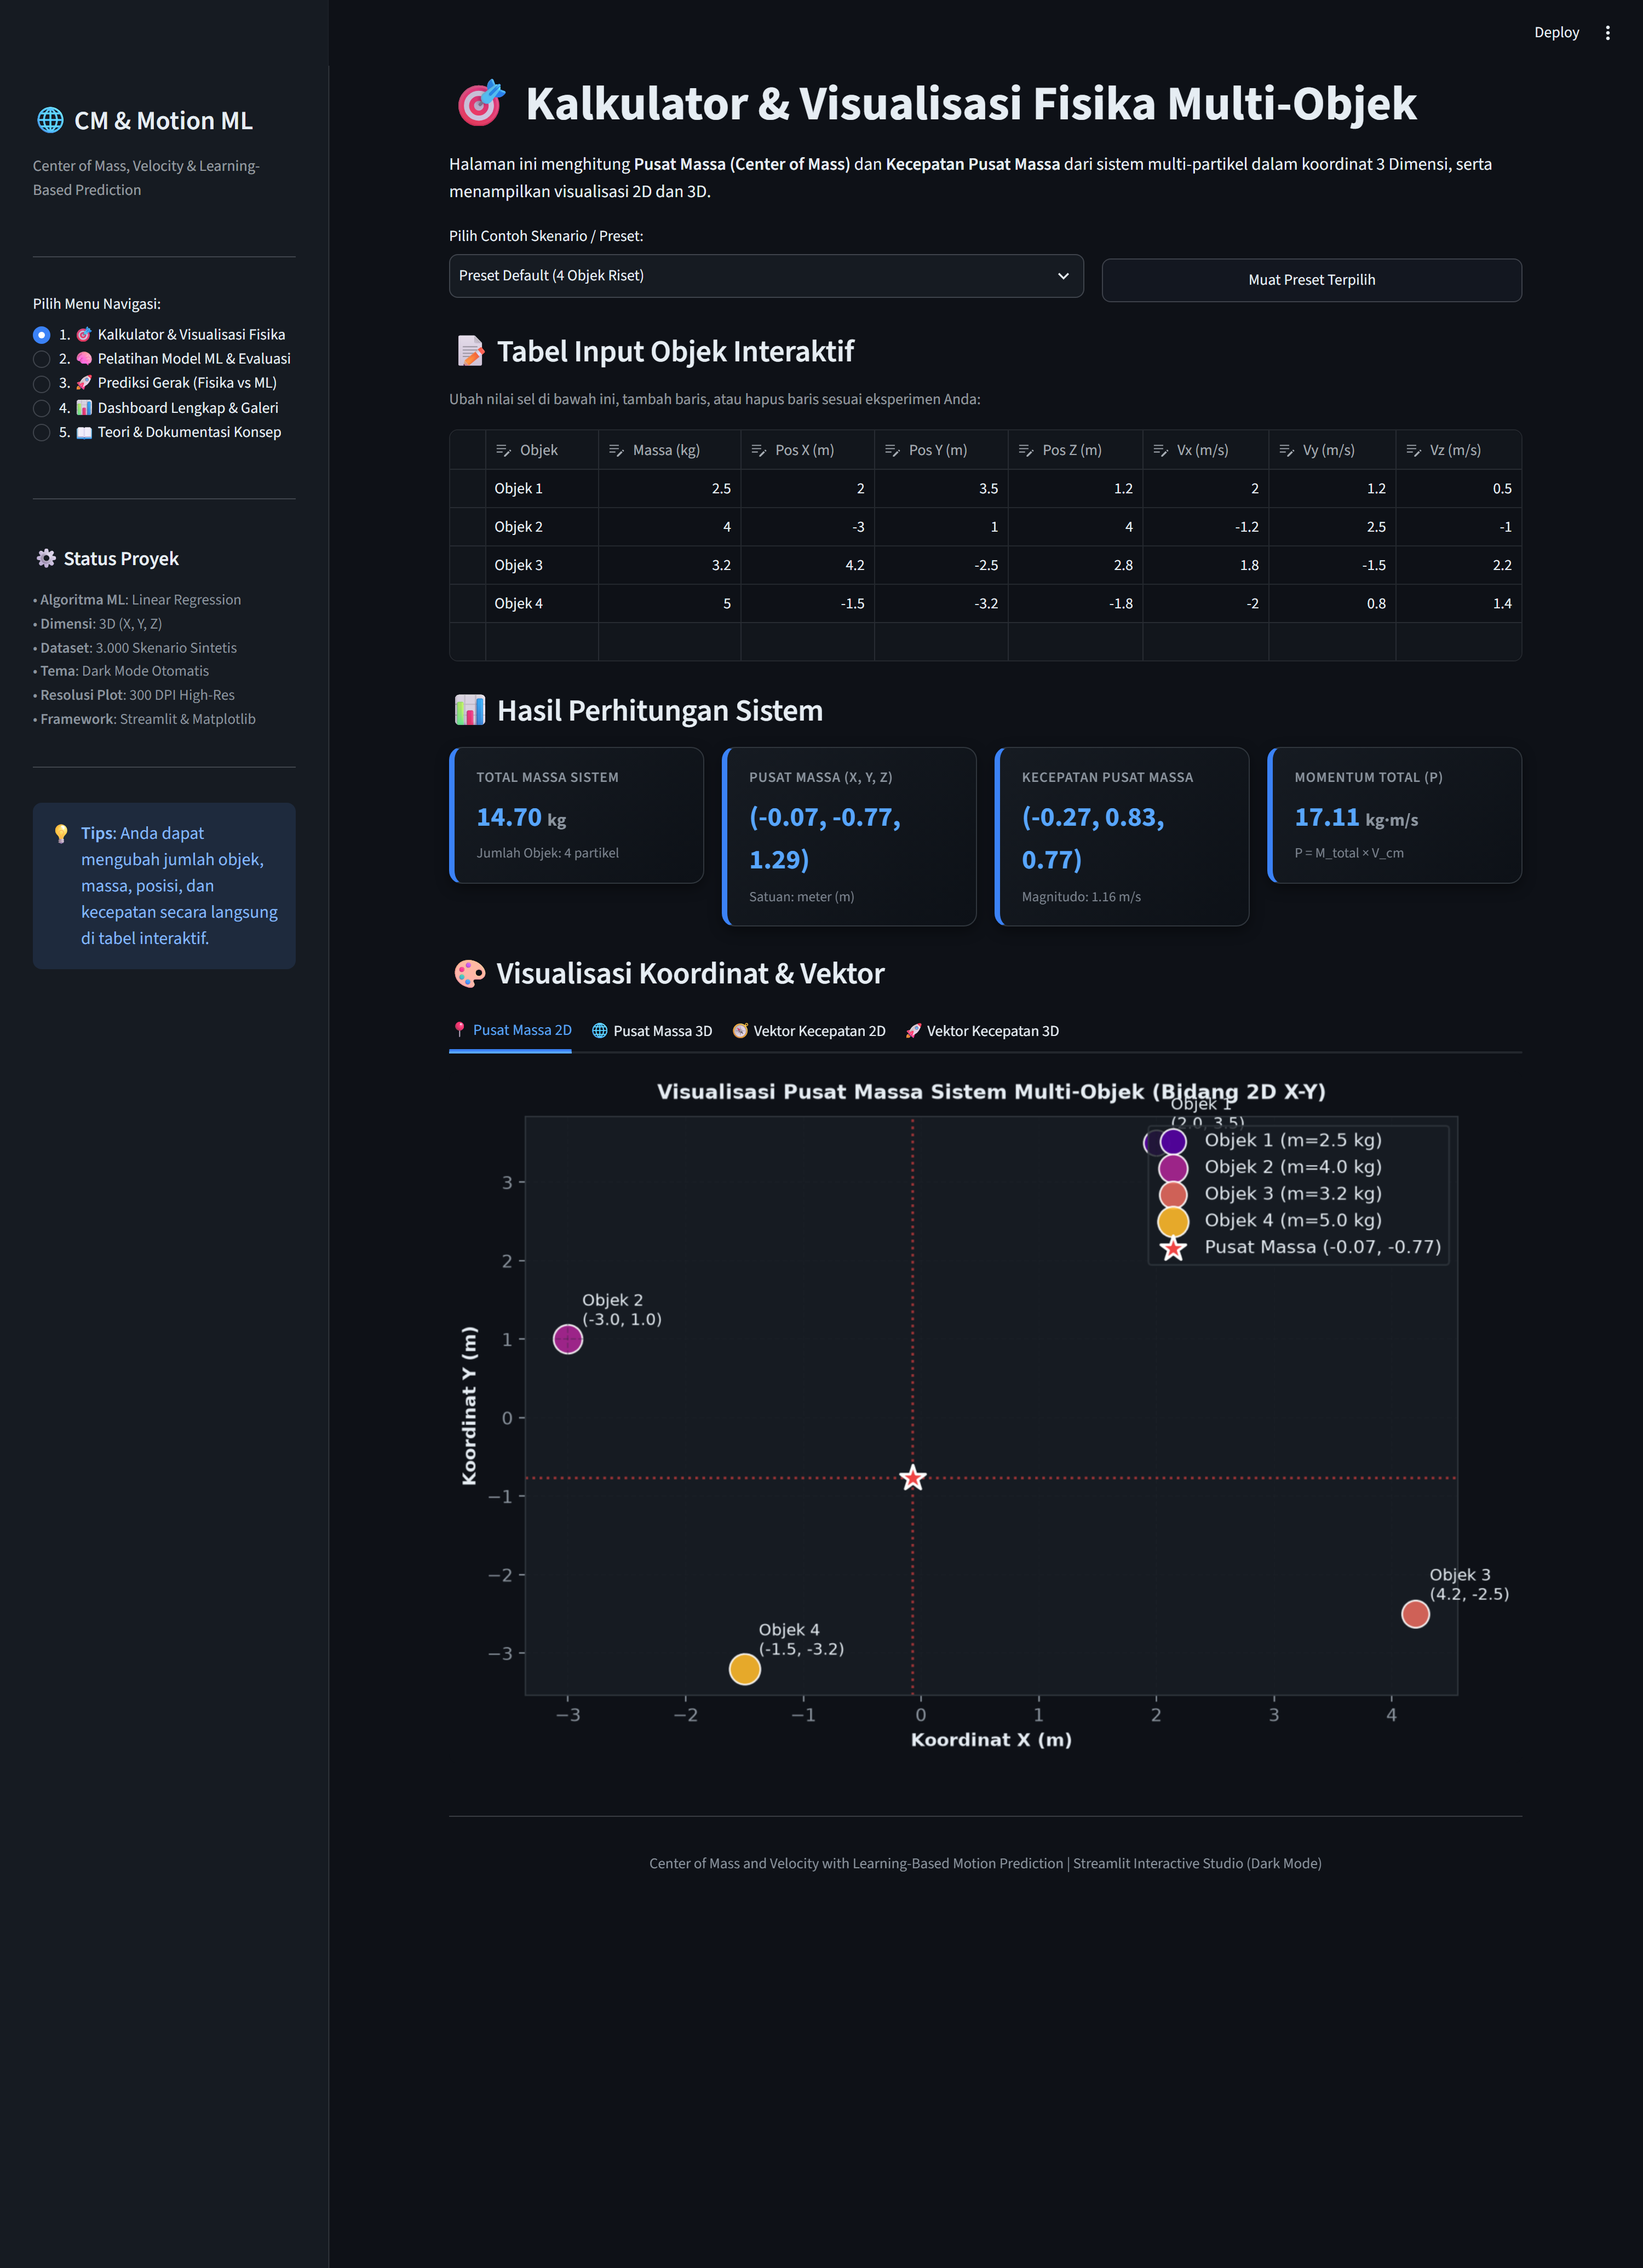 Deploy
CM & Motion ML
Center of Mass, Velocity & Learning-
Based Prediction
Pilih Menu Navigasi:
1. Kalkulator & Visualisasi Fisika
2. Pelatihan Model ML & Evaluasi
3. Prediksi Gerak (Fisika vs ML)
4. Dashboard Lengkap & Galeri
5. Teori & Dokumentasi Konsep
Status Proyek
• Algoritma ML: Linear Regression
• Dimensi: 3D (X, Y, Z)
• Dataset: 3.000 Skenario Sintetis
• Tema: Dark Mode Otomatis
• Resolusi Plot: 300 DPI High-Res
• Framework: Streamlit & Matplotlib
Tips: Anda dapat
mengubah jumlah objek,
massa, posisi, dan
kecepatan secara langsung
di tabel interaktif.
Kalkulator & Visualisasi Fisika Multi-Objek
Halaman ini menghitung Pusat Massa (Center of Mass) dan Kecepatan Pusat Massa dari sistem multi-partikel dalam koordinat 3 Dimensi, serta
menampilkan visualisasi 2D dan 3D.
Pilih Contoh Skenario / Preset:
Preset Default (4 Objek Riset)
Muat Preset Terpilih
Tabel Input Objek Interaktif
Ubah nilai sel di bawah ini, tambah baris, atau hapus baris sesuai eksperimen Anda:
Objek Massa (kg) Pos X (m) Pos Y (m) Pos Z (m) Vx (m/s) Vy (m/s) Vz (m/s)
Objek 1 2.5 2 3.5 1.2 2 1.2 0.5
Objek 2 4 -3 1 4 -1.2 2.5 -1
Objek 3 3.2 4.2 -2.5 2.8 1.8 -1.5 2.2
Objek 4 5 -1.5 -3.2 -1.8 -2 0.8 1.4
Hasil Perhitungan Sistem
TOTAL MASSA SISTEM
14.70 kg
Jumlah Objek: 4 partikel
PUSAT MASSA (X, Y, Z)
(-0.07, -0.77,
1.29)
Satuan: meter (m)
KECEPATAN PUSAT MASSA
(-0.27, 0.83,
0.77)
Magnitudo: 1.16 m/s
MOMENTUM TOTAL (P)
17.11 kg·m/s
P = M_total × V_cm
Visualisasi Koordinat & Vektor
Pusat Massa 2D
Pusat Massa 3D
Vektor Kecepatan 2D
Vektor Kecepatan 3D
Visualisasi Pusat Massa Sistem Multi-Objek (Bidang 2D X-Y)
Objek 1
(2.0, 3.5)
Objek 1 (m=2.5 kg)
Objek 2 (m=4.0 kg)
Objek 3 (m=3.2 kg)
Objek 4 (m=5.0 kg)
Pusat Massa (-0.07, -0.77)
Objek 2
(-3.0, 1.0)
Objek 3
(4.2, -2.5)
Objek 4
(-1.5, -3.2)
Koordinat Y (m)
3
2
1
0
−1
−2
−3
−3 −2 −1 0 1 2 3 4
Koordinat X (m)
Center of Mass and Velocity with Learning-Based Motion Prediction | Streamlit Interactive Studio (Dark Mode)